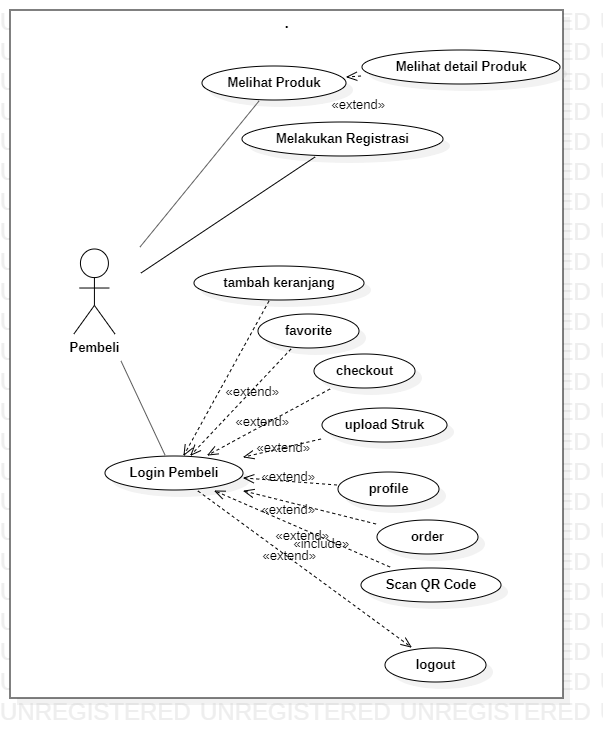 .
Melihat Produk
Melihat detail Produk
«extend»
Melakukan Registrasi
tambah keranjang
favorite
Pembeli
checkout
«extend»
«extend»
upload Struk
«extend»
Login Pembeli
«extend»
profile
«extend»
order
«extend»
«include»
«extend»
Scan QR Code
logout
UNREGISTERED UNREGISTERED UNREGISTERED UN